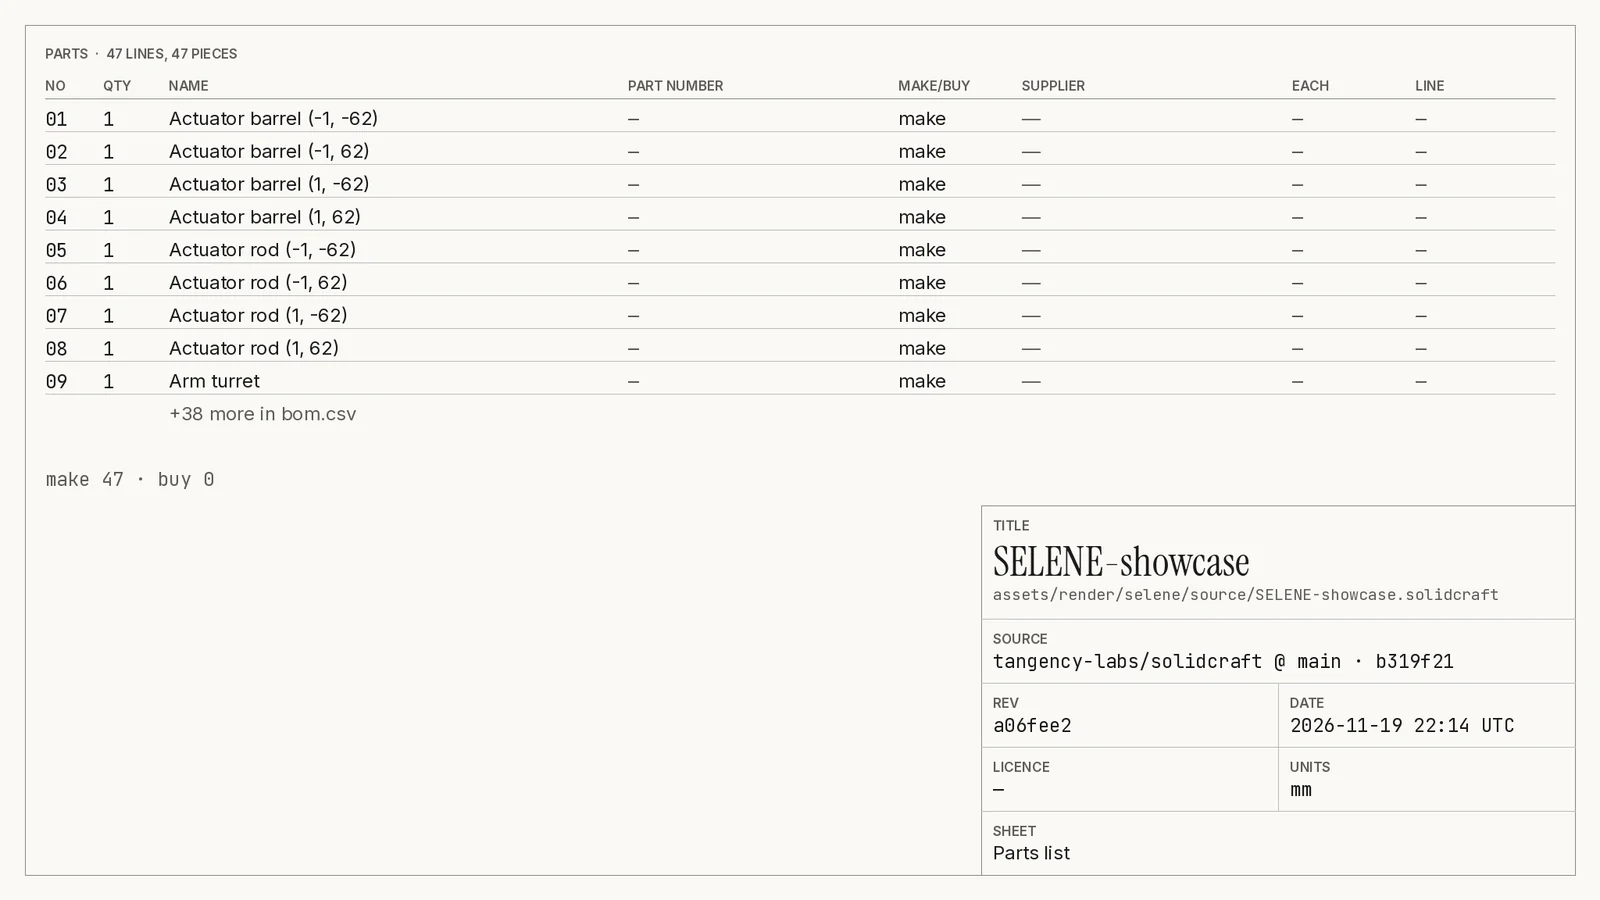 PARTS · 47 LINES, 47 PIECES
NO QTY NAME PART NUMBER MAKE/BUY SUPPLIER EACH LINE
01 1 Actuator barrel (-1, -62) — make — — —
02 1 Actuator barrel (-1, 62) — make — — —
03 1 Actuator barrel (1, -62) — make — — —
04 1 Actuator barrel (1, 62) — make — — —
05 1 Actuator rod (-1, -62) — make — — —
06 1 Actuator rod (-1, 62) — make — — —
07 1 Actuator rod (1, -62) — make — — —
08 1 Actuator rod (1, 62) — make — — —
09 1 Arm turret — make — — —
+38 more in bom.csv
make 47 · buy 0
TITLE
SELENE-showcase
assets/render/selene/source/SELENE-showcase.solidcraft
SOURCE
tangency-labs/solidcraft @ main · b319f21
REV DATE
a06fee2 2026-11-19 22:14 UTC
LICENCE UNITS
— mm
SHEET
Parts list